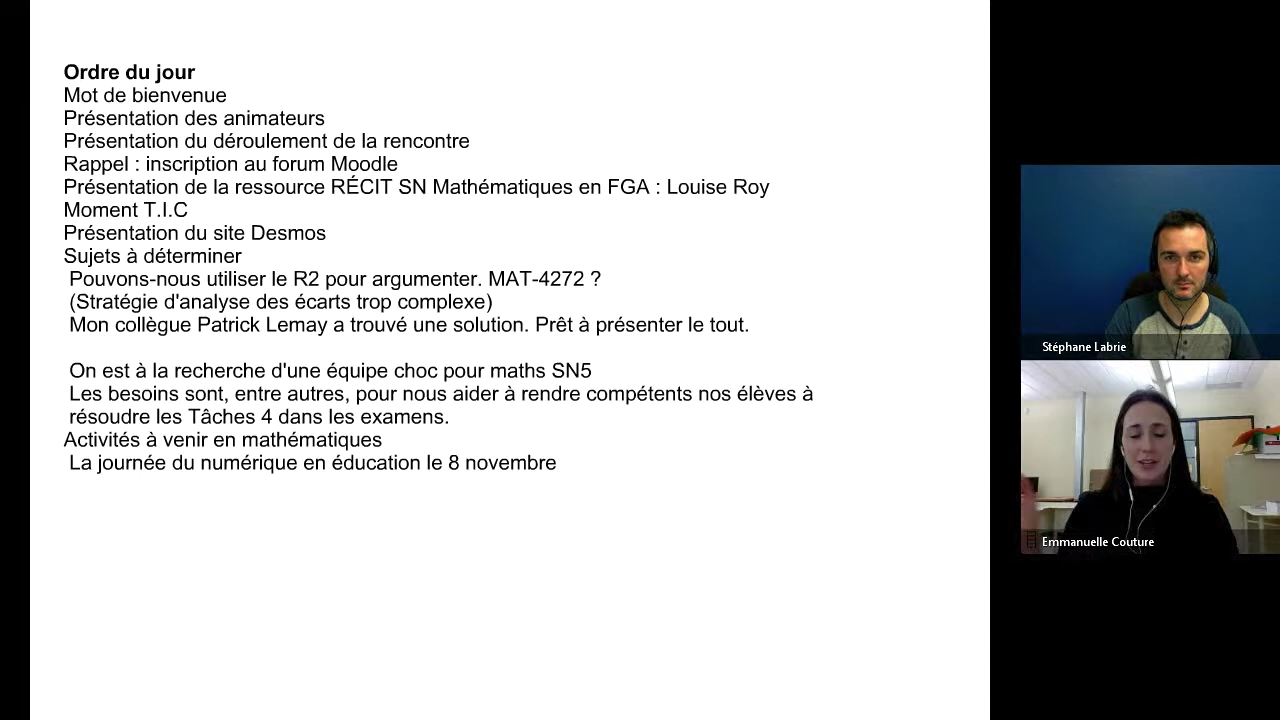 Ordre du jour
Mot de bienvenue
Présentation des animateurs
Présentation du déroulement de la rencontre
Rappel : inscription au forum Moodle
Présentation de la ressource RÉCIT SN Mathématiques en FGA : Louise Roy
Moment T.I.C
Présentation du site Desmos
Sujets à déterminer
Pouvons-nous utiliser le R2 pour argumenter. MAT-4272 ?
(Stratégie d'analyse des écarts trop complexe)
Mon collègue Patrick Lemay a trouvé une solution. Prêt à présenter le tout.
On est à la recherche d'une équipe choc pour maths SN5
Les besoins sont, entre autres, pour nous aider à rendre compétents nos élèves à
résoudre les Tâches 4 dans les examens.
Activités à venir en mathématiques
La journée du numérique en éducation le 8 novembre
Stéphane Labrie
Emmanuelle Couture